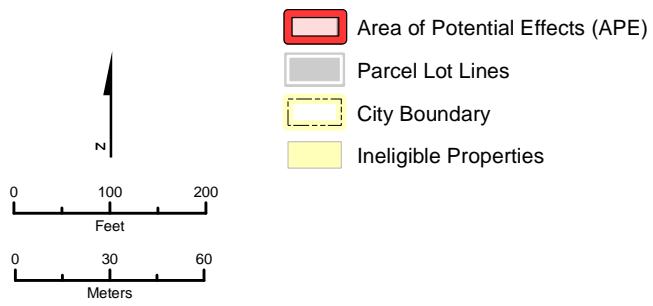 Area of Potential Effects (APE)
Parcel Lot Lines
City Boundary
Ineligible Properties
N
0 100 200
Feet
0 30 60
Meters